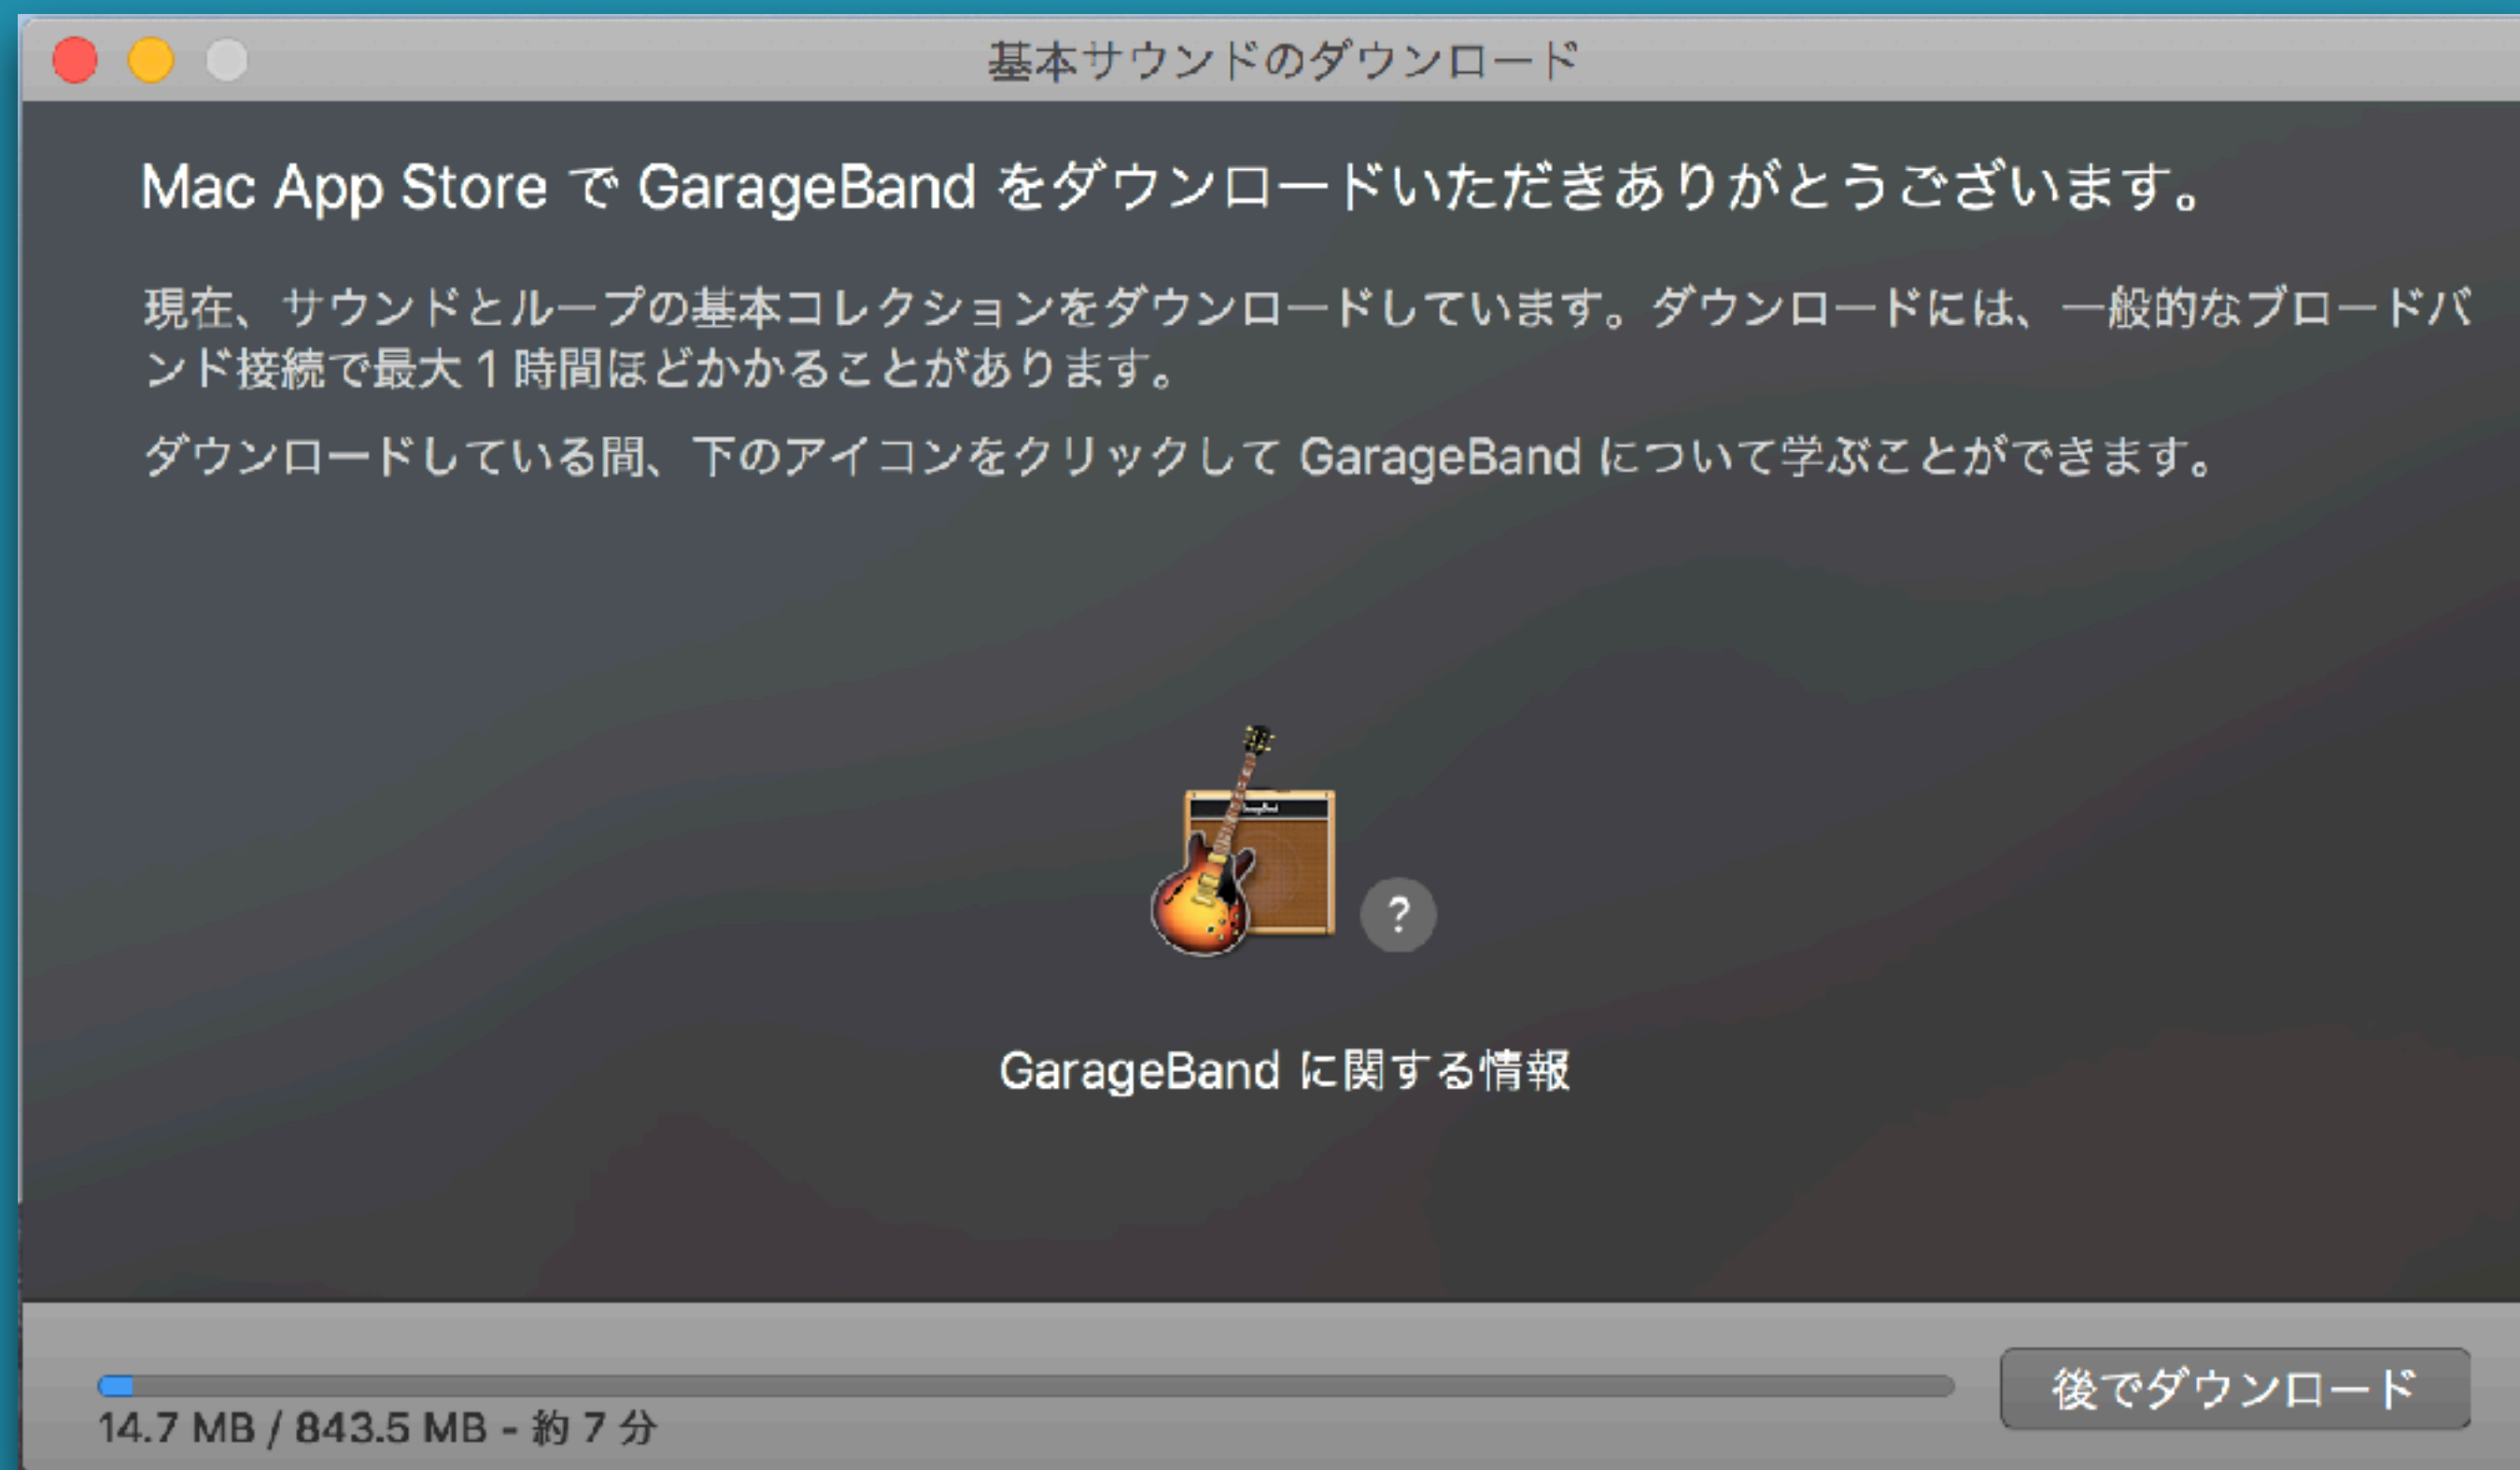 基本サウンドのダウンロード
Mac App Store で GarageBand をダウンロードいただきありがとうございます。
現在、サウンドとループの基本コレクションをダウンロードしています。ダウンロードには、一般的なブロードバ
ンド接続で最大 1 時間ほどかかることがあります。
ダウンロードしている間、下のアイコンをクリックして GarageBand について学ぶことができます。
?
GarageBand に関する情報
14.7 MB / 843.5 MB - 約 7 分
後でダウンロード